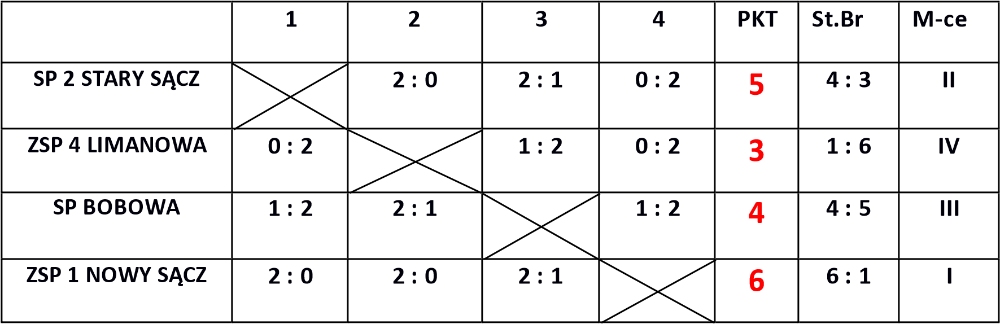 1 2 3 4 PKT St.Br M-ce
SP 2 STARY SĄCZ 2 : 0 2 : 1 0 : 2 5 4 : 3 II
ZSP 4 LIMANOWA 0 : 2 1 : 2 0 : 2 3 1 : 6 IV
SP BOBOWA 1 : 2 2 : 1 1 : 2 4 4 : 5 III
ZSP 1 NOWY SĄCZ 2 : 0 2 : 0 2 : 1 6 6 : 1 I